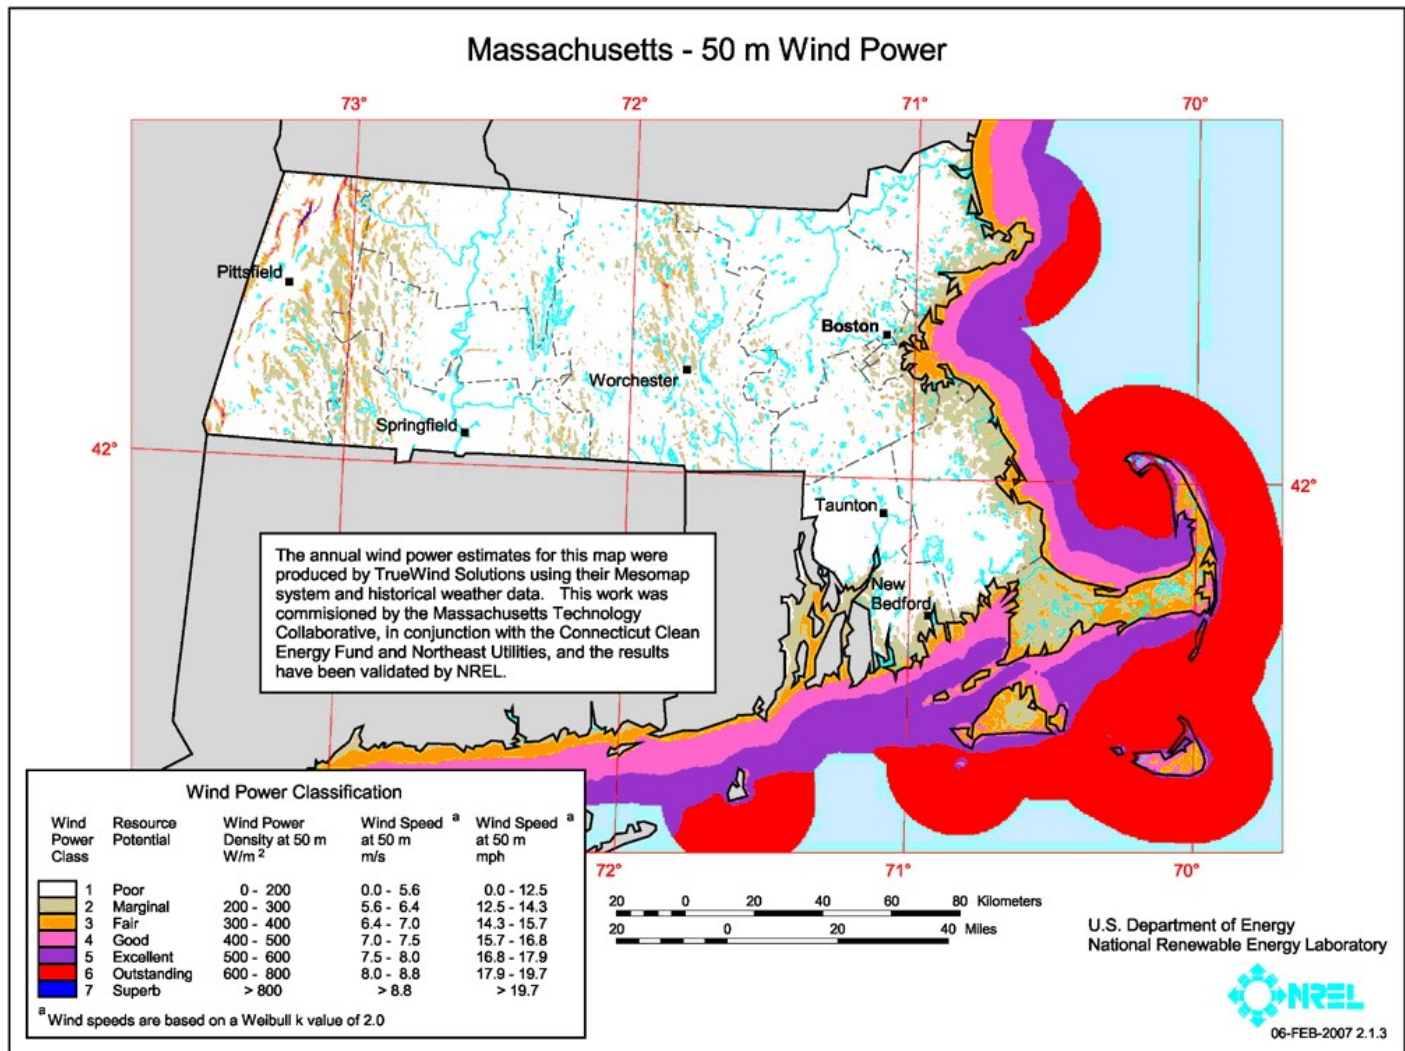 Massachusetts - 50 m Wind Power
73°
72°
71°
70°
Pittsfield
Boston
Worchester
Springfield
42°
42°
Taunton
New
Bedford
The annual wind power estimates for this map were
produced by TrueWind Solutions using their Mesomap
system and historical weather data. This work was
commisioned by the Massachusetts Technology
Collaborative, in conjunction with the Connecticut Clean
Energy Fund and Northeast Utilities, and the results
have been validated by NREL.
72°
71°
70°
Wind Power Classification
Wind Resource Wind Power Wind Speed a Wind Speed a
Power Potential Density at 50 m at 50 m at 50 m
Class W/m 2 m/s mph
1 Poor 0 - 200 0.0 - 5.6 0.0 - 12.5
2 Marginal 200 - 300 5.6 - 6.4 12.5 - 14.3
3 Fair 300 - 400 6.4 - 7.0 14.3 - 15.7
4 Good 400 - 500 7.0 - 7.5 15.7 - 16.8
5 Excellent 500 - 600 7.5 - 8.0 16.8 - 17.9
6 Outstanding 600 - 800 8.0 - 8.8 17.9 - 19.7
7 Superb > 800 > 8.8 > 19.7
a Wind speeds are based on a Weibull k value of 2.0
20 0 20 40 60 80 Kilometers
20 0 20 40 Miles
U.S. Department of Energy
National Renewable Energy Laboratory
NREL
06-FEB-2007 2.1.3